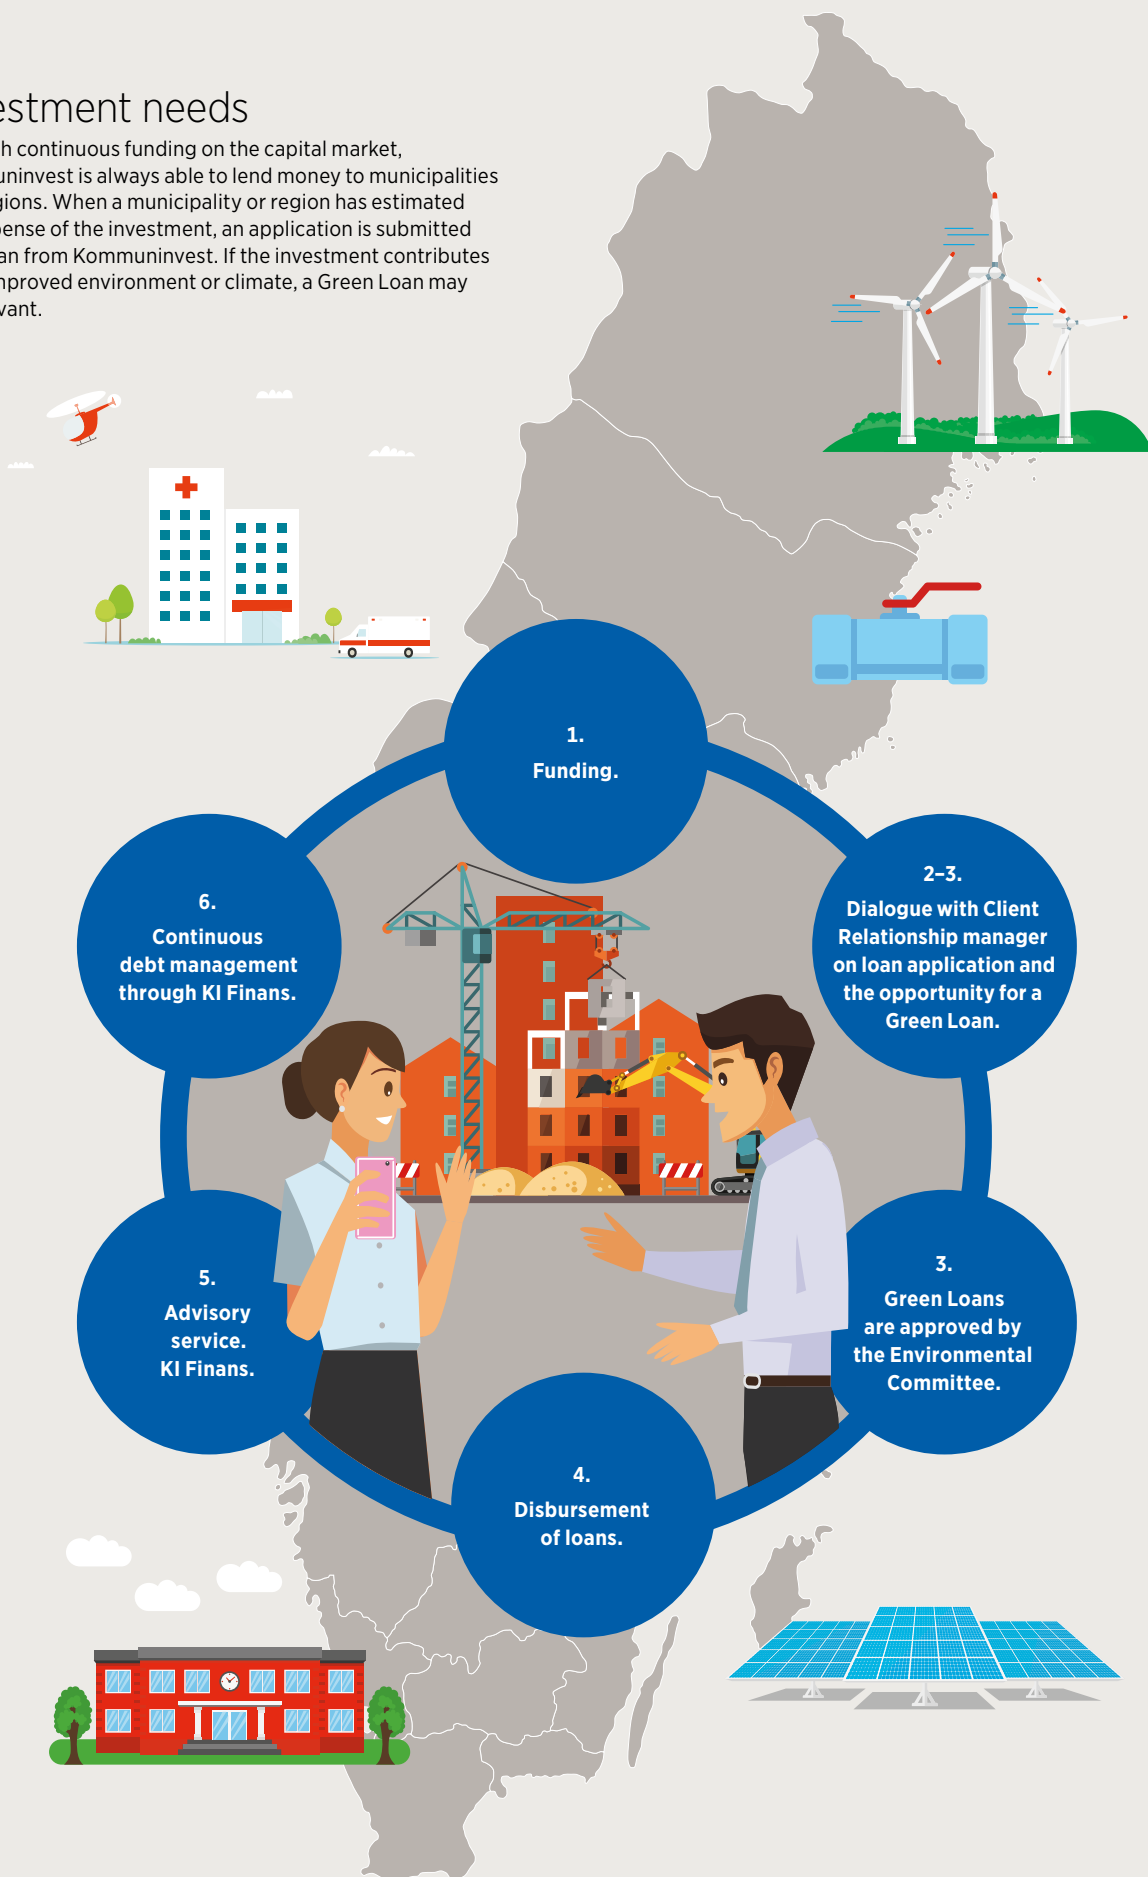 estment needs
h continuous funding on the capital market,
uninvest is always able to lend money to municipalities
gions. When a municipality or region has estimated
pense of the investment, an application is submitted
an from Kommuninvest. If the investment contributes
nproved environment or climate, a Green Loan may
vant.
1.
Funding.
2–3.
Dialogue with Client
Relationship manager
on loan application and
the opportunity for a
Green Loan.
6.
Continuous
debt management
through KI Finans.
3.
Green Loans
are approved by
the Environmental
Committee.
5.
Advisory
service.
KI Finans.
4.
Disbursement
of loans.